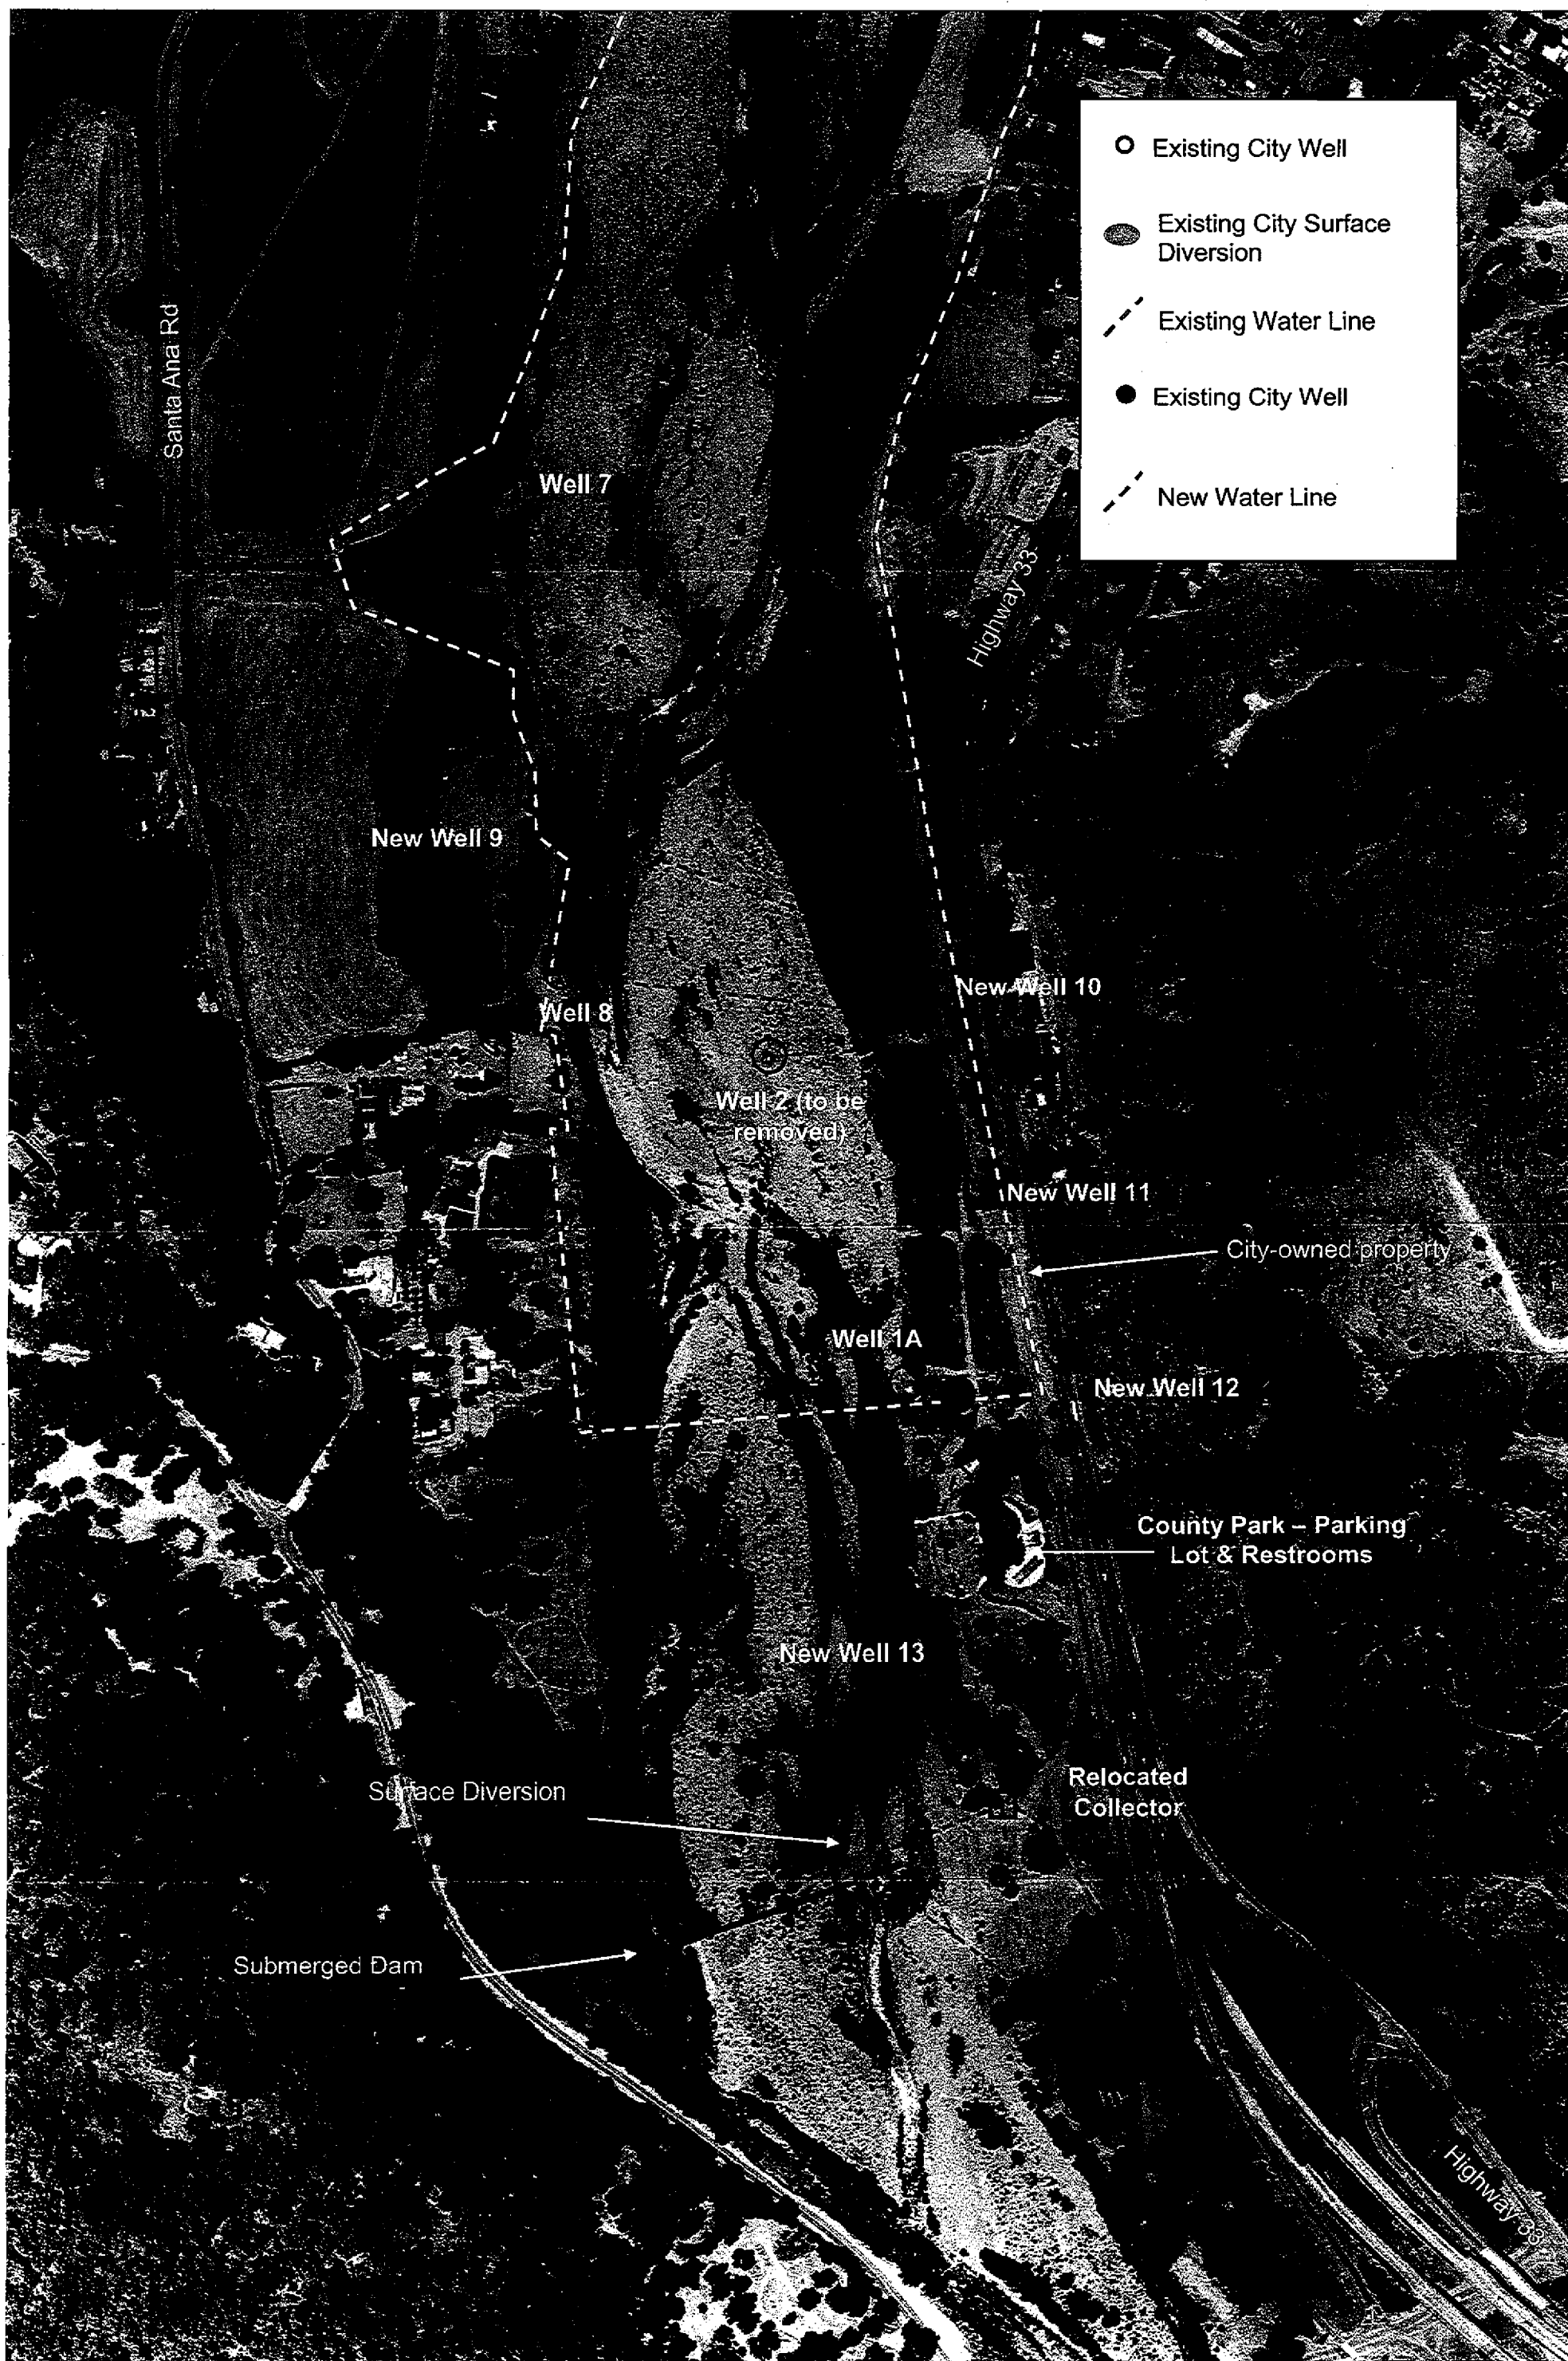 Existing City Well
Existing City Surface
Diversion
Existing Water Line
Existing City Well
New Water Line
Santa Ana Rd
Well 7
Highway 33
New Well 9
New Well 10
Well 8
Well 2 (to be
removed)
New Well 11
City-owned property
Well 1A
New Well 12
County Park – Parking
Lot & Restrooms
New Well 13
Relocated
Collector
Surface Diversion
Submerged Dam
Highway 33